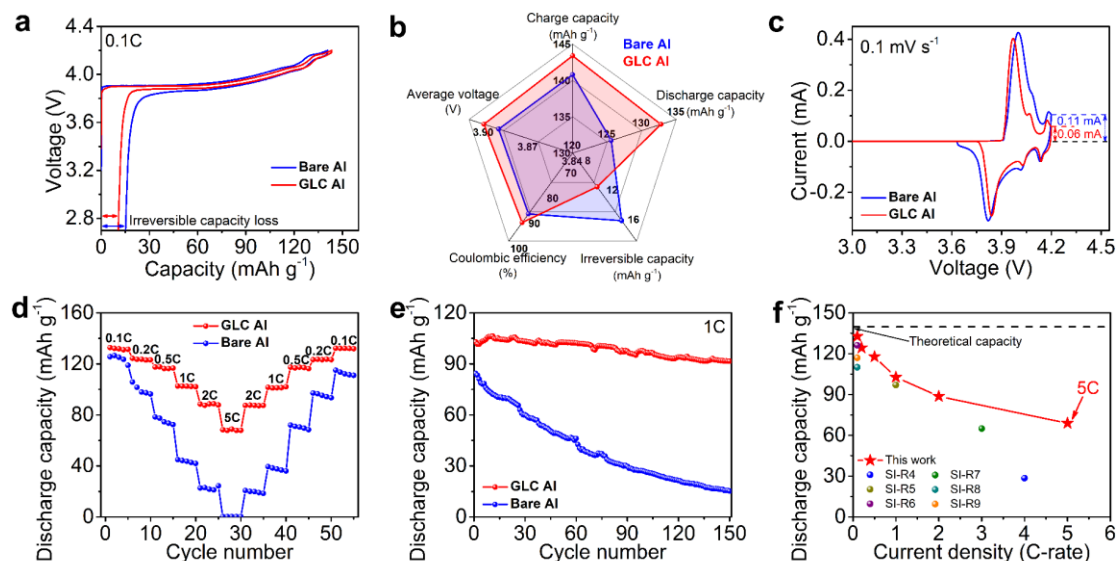 a
0.1C
4.4
4.0
3.6
3.2
2.8
Voltage (V)
Bare Al
GLC Al
Irreversible capacity loss
0
30
60
90
120
150
Capacity (mAh g⁻¹)
b
Charge capacity
(mAh g⁻¹)
145
Bare Al
GLC Al
140
Average voltage
(V)
Discharge capacity
135 (mAh g⁻¹)
3.90
135
130
3.87
125
120
130
3.84 8
70
12
80
16
90
100
Coulombic efficiency
(%)
Irreversible capacity
(mAh g⁻¹)
c
0.1 mV s⁻¹
0.4
0.2
0.0
-0.2
Current (mA)
0.11 mA
0.06 mA
Bare Al
GLC Al
3.0
3.3
3.6
3.9
4.2
4.5
Voltage (V)
d
160
120
80
40
0
Discharge capacity (mAh g⁻¹)
GLC Al
Bare Al
0.1C
0.2C
0.5C
1C
2C
5C
2C
1C
0.5C
0.2C
0.1C
0
10
20
30
40
50
Cycle number
e
1C
120
90
60
30
0
Discharge capacity (mAh g⁻¹)
GLC Al
Bare Al
0
30
60
90
120
150
Cycle number
f
150
120
90
60
30
0
Discharge capacity (mAh g⁻¹)
Theoretical capacity
5C
This work
SI-R4
SI-R7
SI-R5
SI-R8
SI-R6
SI-R9
0
1
2
3
4
5
6
Current density (C-rate)